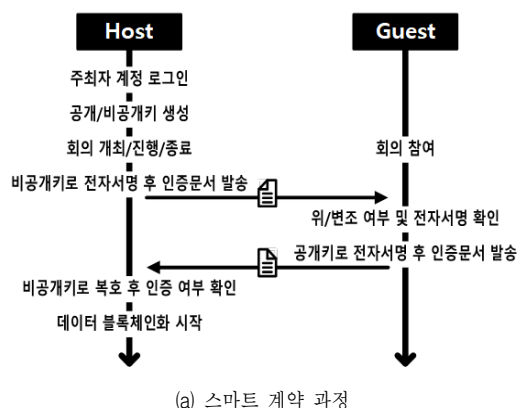 Host
Guest
주최자 계정 로그인
공개/비공개키 생성
회의 개최/진행/종료
회의 참여
비공개키로 전자서명 후 인증문서 발송
위/변조 여부 및 전자서명 확인
공개키로 전자서명 후 인증문서 발송
비공개키로 복호 후 인증 여부 확인
데이터 블록체인화 시작
(a) 스마트 계약 과정